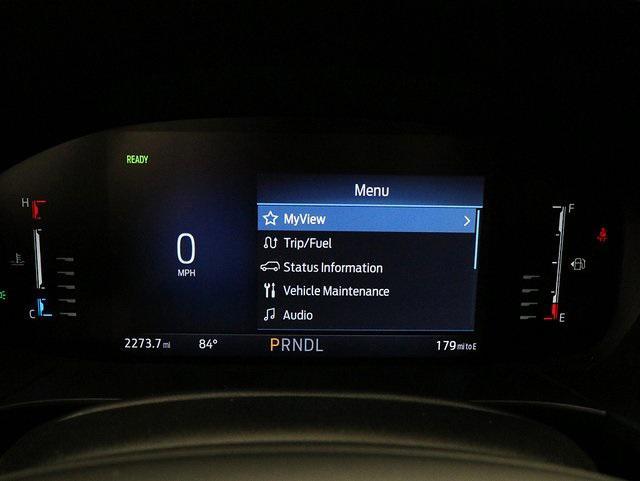 READY
H
C
0
MPH
Menu
MyView
Trip/Fuel
Status Information
Vehicle Maintenance
Audio
F
E
2273.7 mi 84° PRNDL 179 mi to E